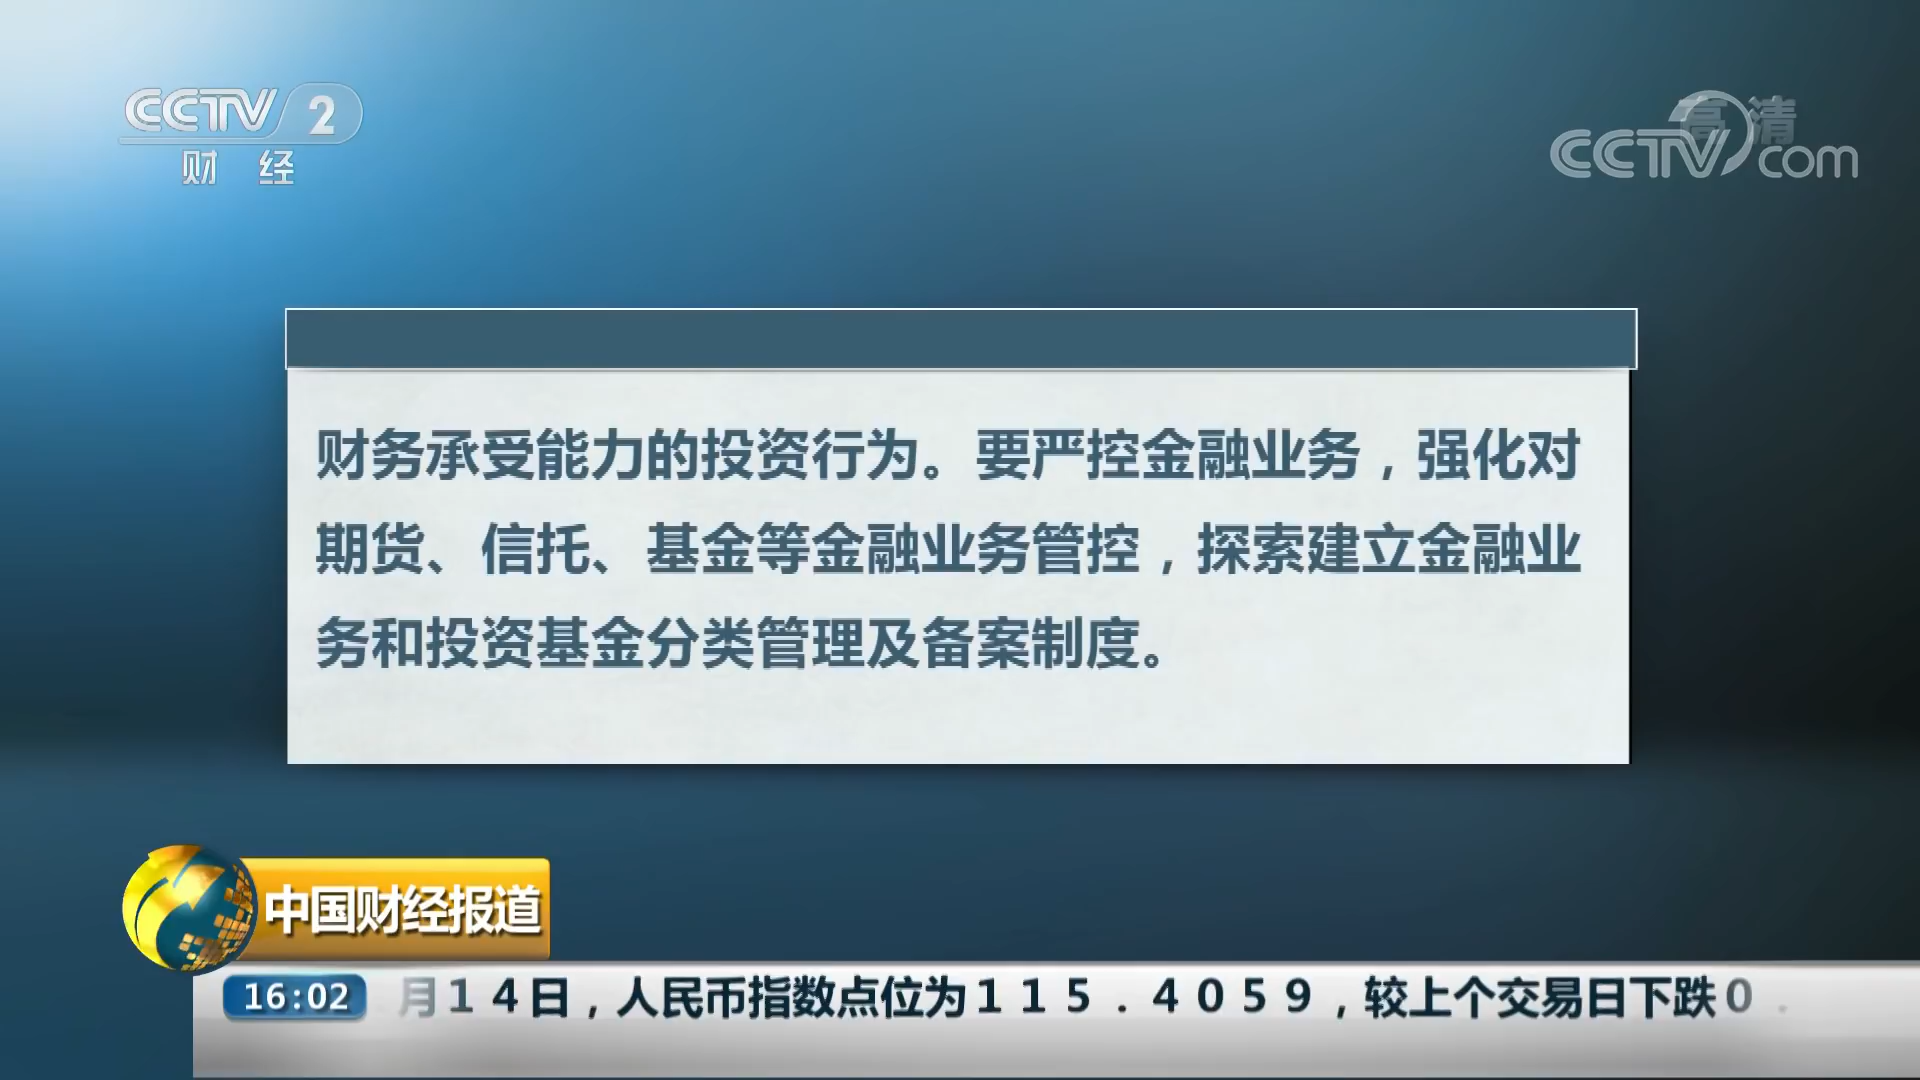 CCTV 2
财 经
高清
CCTV com
财务承受能力的投资行为。要严控金融业务，强化对
期货、信托、基金等金融业务管控，探索建立金融业
务和投资基金分类管理及备案制度。
中国财经报道
16:02
月14日，人民币指数点位为115.4059，较上个交易日下跌0.